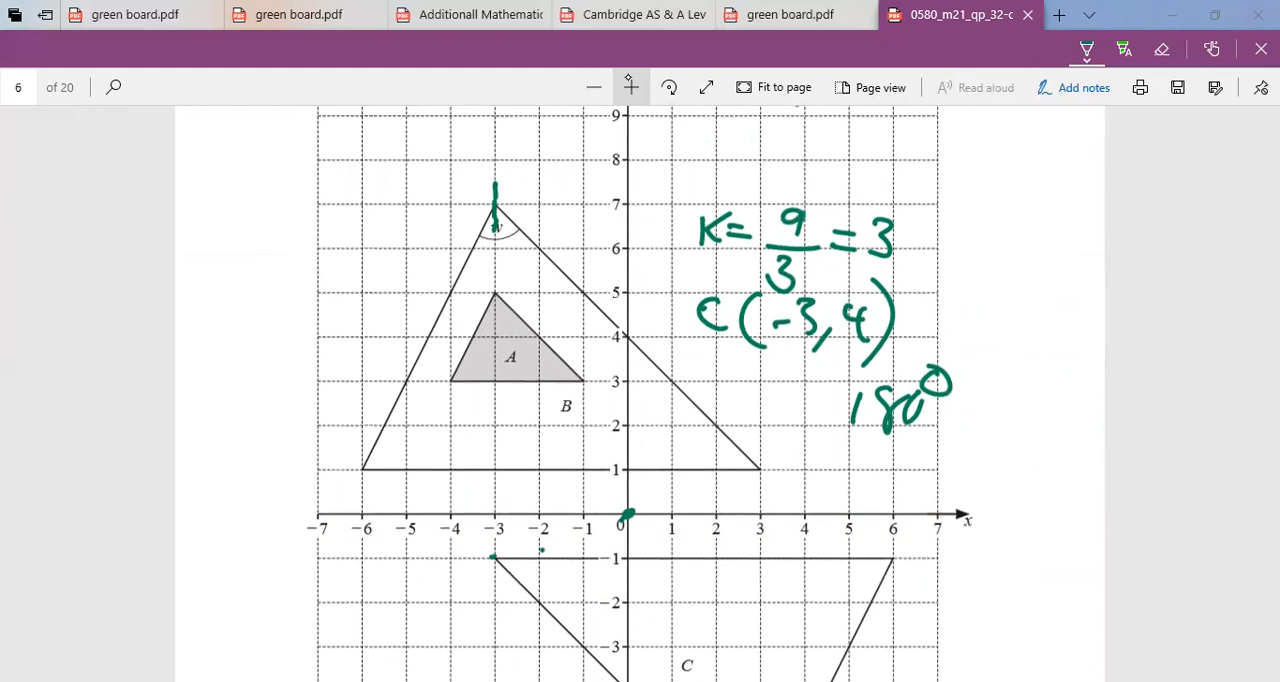 green board.pdf green board.pdf Additionall Mathematic Cambridge AS & A Lev green board.pdf 0580_m21_qp_32-c
6 of 20 Fit to page Page view Read aloud Add notes
9
8
7
6
5
4
3
2
1
K = 9/3 = 3
C (-3, 4)
180°
A
B
−7 −6 −5 −4 −3 −2 −1 0 1 2 3 4 5 6 7 x
−1
−2
−3
C